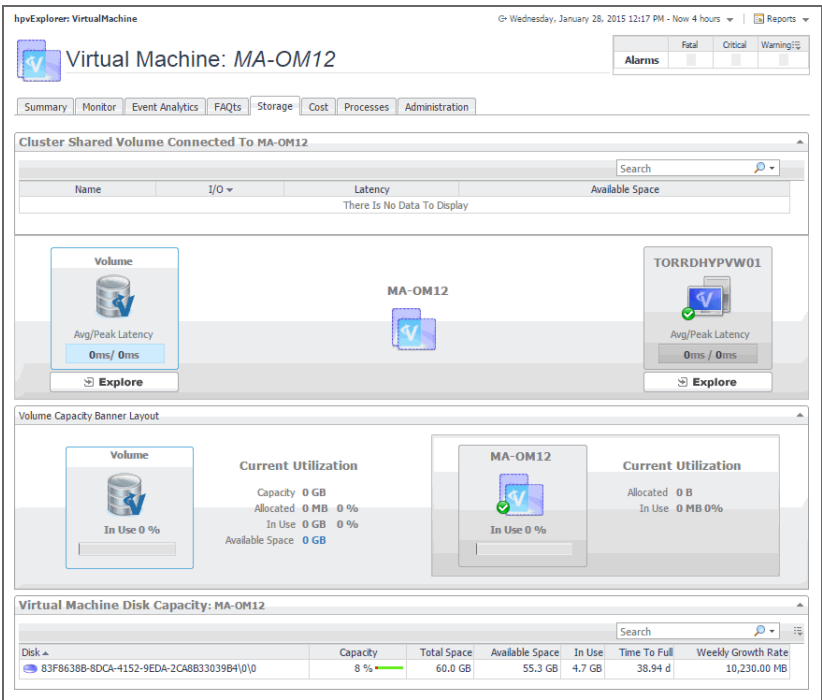 hpvExplorer: VirtualMachine
Wednesday, January 28, 2015 12:17 PM - Now 4 hours
Reports
Virtual Machine: MA-OM12
Fatal Critical Warning
Alarms
Summary Monitor Event Analytics FAQts Storage Cost Processes Administration
Cluster Shared Volume Connected To MA-OM12
Search
Name I/O Latency Available Space
There Is No Data To Display
Volume
Avg/Peak Latency
0ms/ 0ms
Explore
MA-OM12
TORRDHYPVW01
Avg/Peak Latency
0ms / 0ms
Explore
Volume Capacity Banner Layout
Volume
In Use 0 %
Current Utilization
Capacity 0 GB
Allocated 0 MB 0 %
In Use 0 GB 0 %
Available Space 0 GB
MA-OM12
In Use 0 %
Current Utilization
Allocated 0 B
In Use 0 MB 0%
Virtual Machine Disk Capacity: MA-OM12
Search
Disk Capacity Total Space Available Space In Use Time To Full Weekly Growth Rate
83F8638B-8DCA-4152-9EDA-2CA8B33039B4\0\0 8 % 60.0 GB 55.3 GB 4.7 GB 38.94 d 10,230.00 MB